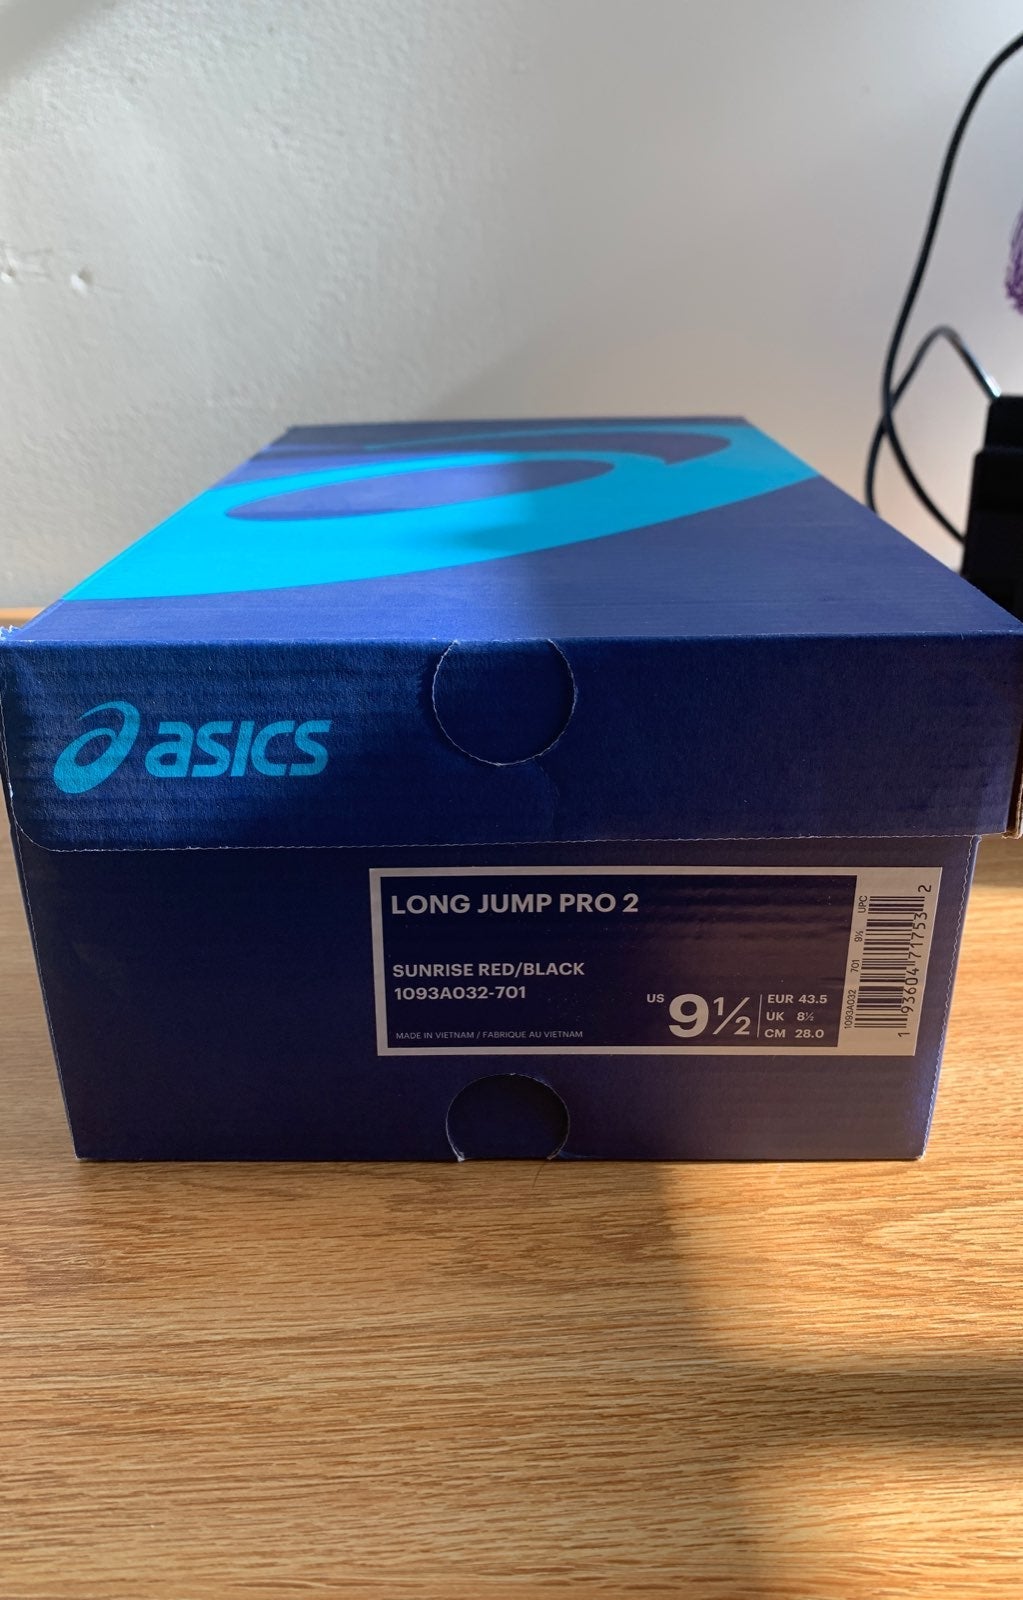 asics
LONG JUMP PRO 2
SUNRISE RED/BLACK
1093A032-701
MADE IN VIETNAM / FABRIQUE AU VIETNAM
US 9½
EUR 43.5
UK 8½
CM 28.0
1093A032 701 9½ UPC
1 93604 71753 2